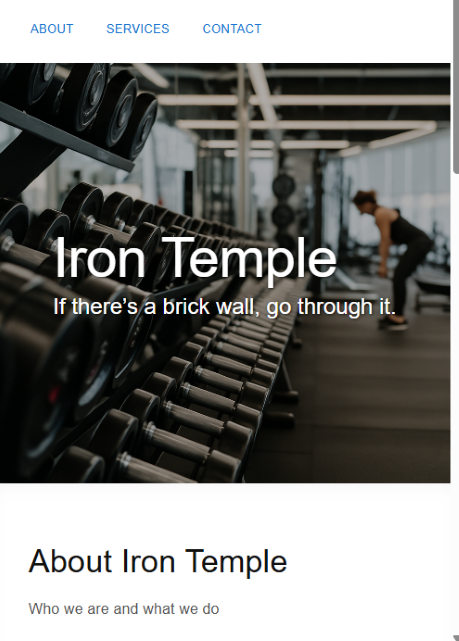 ABOUT SERVICES CONTACT
Iron Temple
If there’s a brick wall, go through it.
About Iron Temple
Who we are and what we do